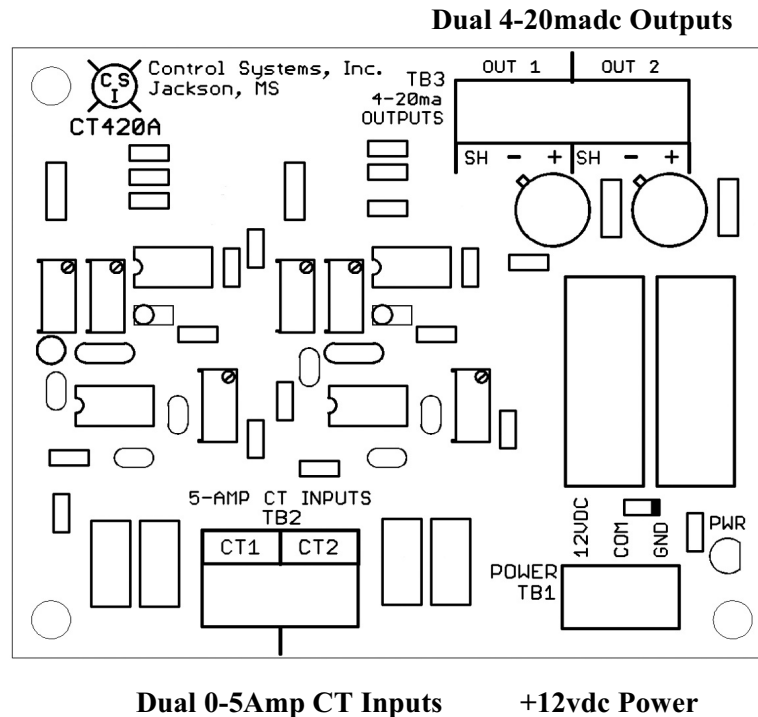 Dual 4-20madc Outputs
CSI
Control Systems, Inc.
Jackson, MS
CT420A
TB3
4-20ma
OUTPUTS
OUT 1 OUT 2
SH - + SH - +
5-AMP CT INPUTS
TB2
CT1 CT2
12VDC
COM
GND
PWR
POWER
TB1
Dual 0-5Amp CT Inputs
+12vdc Power